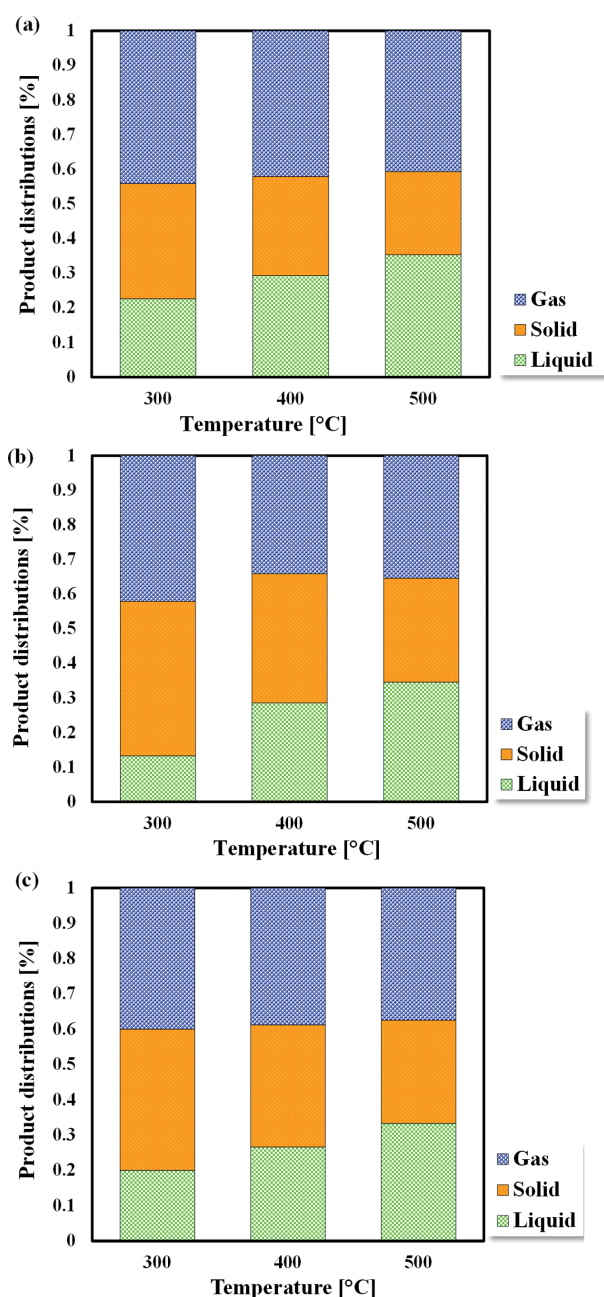 (a)
1
0.9
0.8
0.7
0.6
0.5
0.4
0.3
0.2
0.1
0
Product distributions [%]
300 400 500
Temperature [°C]
Gas
Solid
Liquid
(b)
1
0.9
0.8
0.7
0.6
0.5
0.4
0.3
0.2
0.1
0
Product distributions [%]
300 400 500
Temperature [°C]
Gas
Solid
Liquid
(c)
1
0.9
0.8
0.7
0.6
0.5
0.4
0.3
0.2
0.1
0
Product distributions [%]
300 400 500
Temperature [°C]
Gas
Solid
Liquid